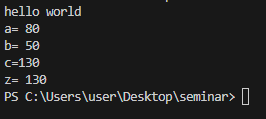 hello world
a= 80
b= 50
c=130
z= 130
PS C:\Users\user\Desktop\seminar>